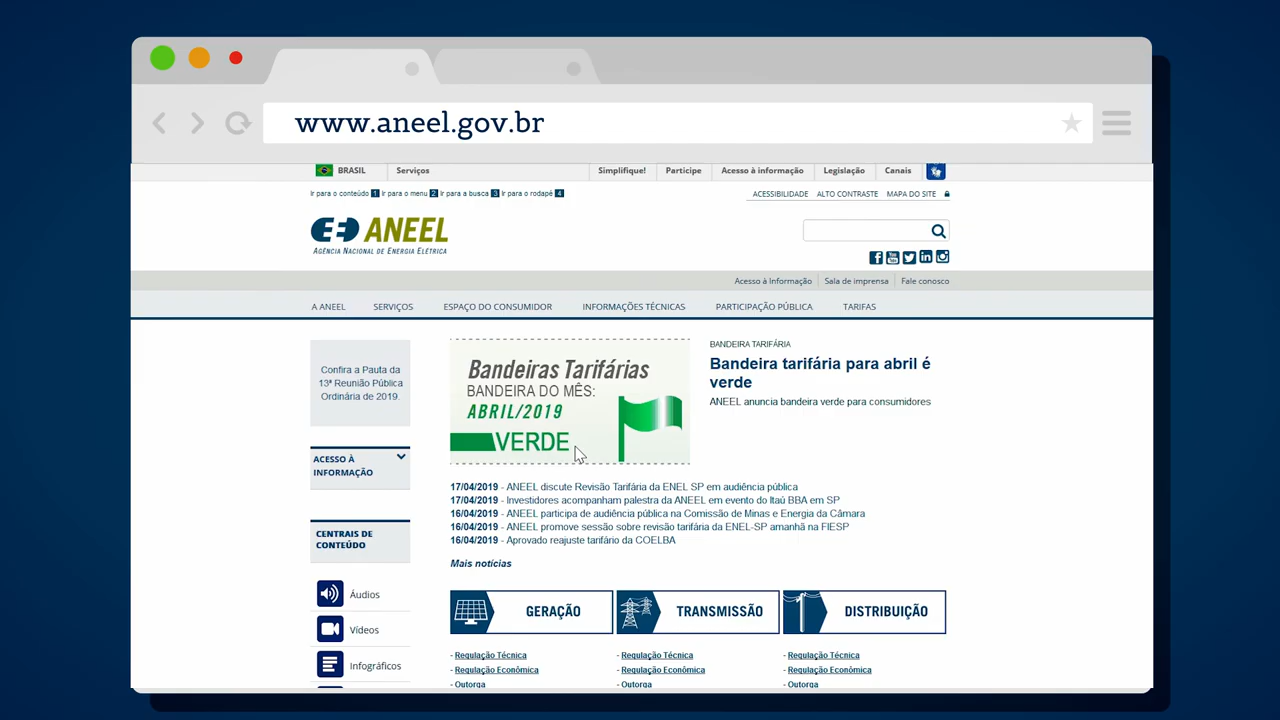 www.aneel.gov.br
BRASIL Serviços Simplifique! Participe Acesso à informação Legislação Canais
Ir para o conteúdo 1 Ir para o menu 2 Ir para a busca 3 Ir para o rodapé 4
ACESSIBILIDADE ALTO CONTRASTE MAPA DO SITE
ANEEL
AGÊNCIA NACIONAL DE ENERGIA ELÉTRICA
Acesso à Informação Sala de imprensa Fale conosco
A ANEEL SERVIÇOS ESPAÇO DO CONSUMIDOR INFORMAÇÕES TÉCNICAS PARTICIPAÇÃO PÚBLICA TARIFAS
Confira a Pauta da
13ª Reunião Pública
Ordinária de 2019.
ACESSO À
INFORMAÇÃO
CENTRAIS DE
CONTEÚDO
Áudios
Vídeos
Infográficos
Bandeiras Tarifárias
BANDEIRA DO MÊS:
ABRIL/2019
VERDE
BANDEIRA TARIFÁRIA
Bandeira tarifária para abril é
verde
ANEEL anuncia bandeira verde para consumidores
17/04/2019 - ANEEL discute Revisão Tarifária da ENEL SP em audiência pública
17/04/2019 - Investidores acompanham palestra da ANEEL em evento do Itaú BBA em SP
16/04/2019 - ANEEL participa de audiência pública na Comissão de Minas e Energia da Câmara
16/04/2019 - ANEEL promove sessão sobre revisão tarifária da ENEL-SP amanhã na FIESP
16/04/2019 - Aprovado reajuste tarifário da COELBA
Mais notícias
GERAÇÃO TRANSMISSÃO DISTRIBUIÇÃO
- Regulação Técnica - Regulação Técnica - Regulação Técnica
- Regulação Econômica - Regulação Econômica - Regulação Econômica
- Outorga - Outorga - Outorga